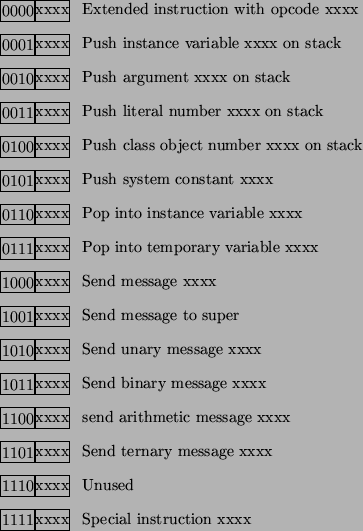 0000 xxxx Extended instruction with opcode xxxx
0001 xxxx Push instance variable xxxx on stack
0010 xxxx Push argument xxxx on stack
0011 xxxx Push literal number xxxx on stack
0100 xxxx Push class object number xxxx on stack
0101 xxxx Push system constant xxxx
0110 xxxx Pop into instance variable xxxx
0111 xxxx Pop into temporary variable xxxx
1000 xxxx Send message xxxx
1001 xxxx Send message to super
1010 xxxx Send unary message xxxx
1011 xxxx Send binary message xxxx
1100 xxxx send arithmetic message xxxx
1101 xxxx Send ternary message xxxx
1110 xxxx Unused
1111 xxxx Special instruction xxxx